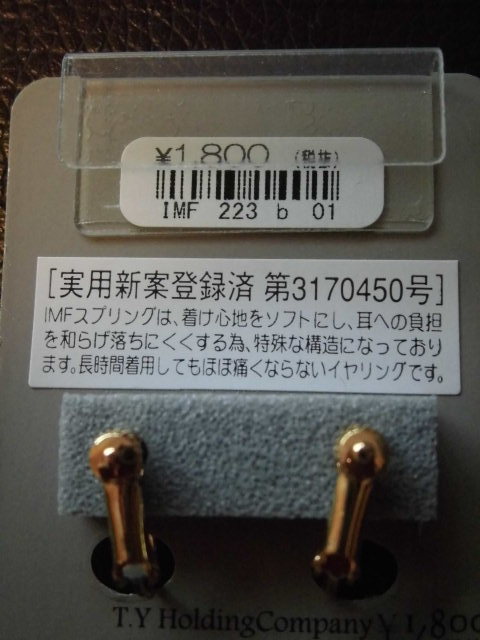 ¥1,800 (税抜)
IMF 223 b 01
[実用新案登録済 第3170450号]
IMFスプリングは、着け心地をソフトにし、耳への負担
を和らげ落ちにくくする為、特殊な構造になっており
ます。長時間着用してもほぼ痛くならないイヤリングです。
T.Y HoldingCompany ¥1,800